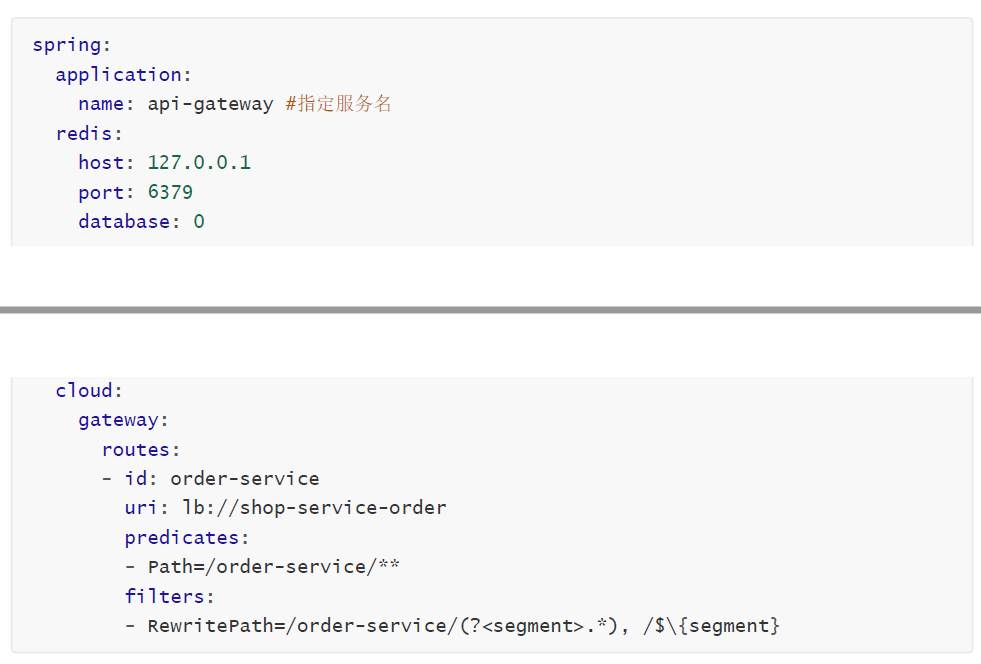 spring:
  application:
    name: api-gateway #指定服务名
  redis:
    host: 127.0.0.1
    port: 6379
    database: 0
  cloud:
    gateway:
      routes:
      - id: order-service
        uri: lb://shop-service-order
        predicates:
        - Path=/order-service/**
        filters:
        - RewritePath=/order-service/(?<segment>.*), /$\{segment}